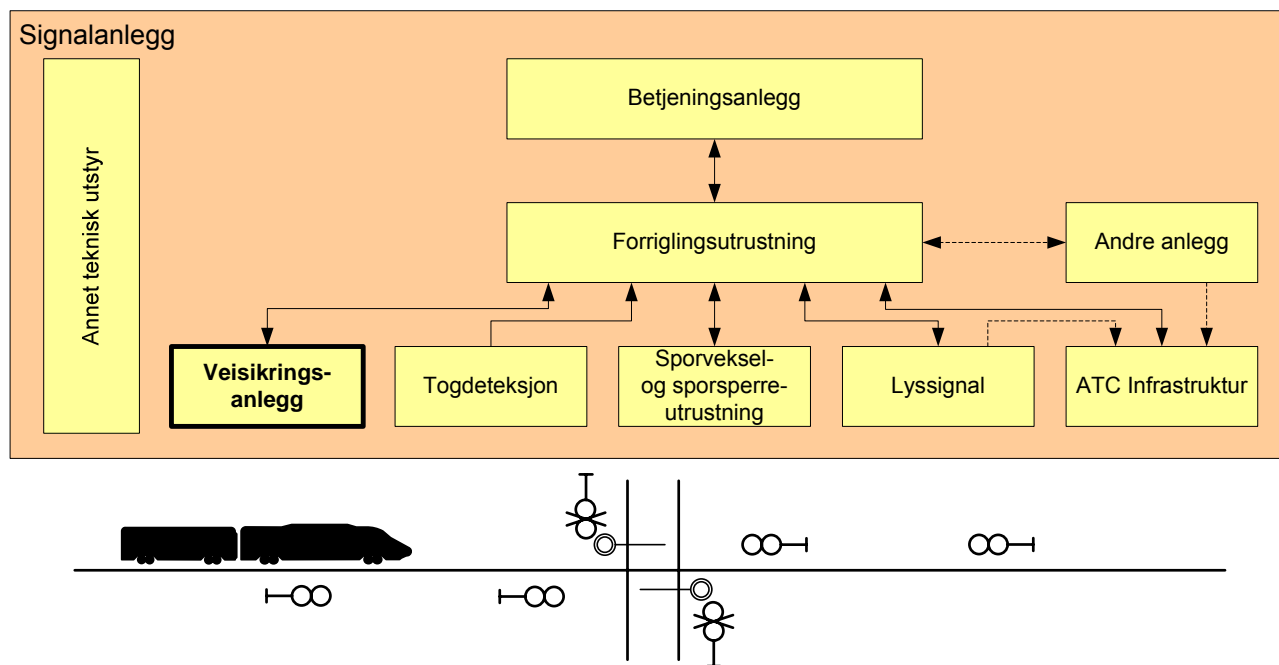 Signalanlegg
Annet teknisk utstyr
Betjeningsanlegg
Forriglingsutrustning
Andre anlegg
Veisikrings-
anlegg
Togdeteksjon
Sporveksel-
og sporsperre-
utrustning
Lyssignal
ATC Infrastruktur